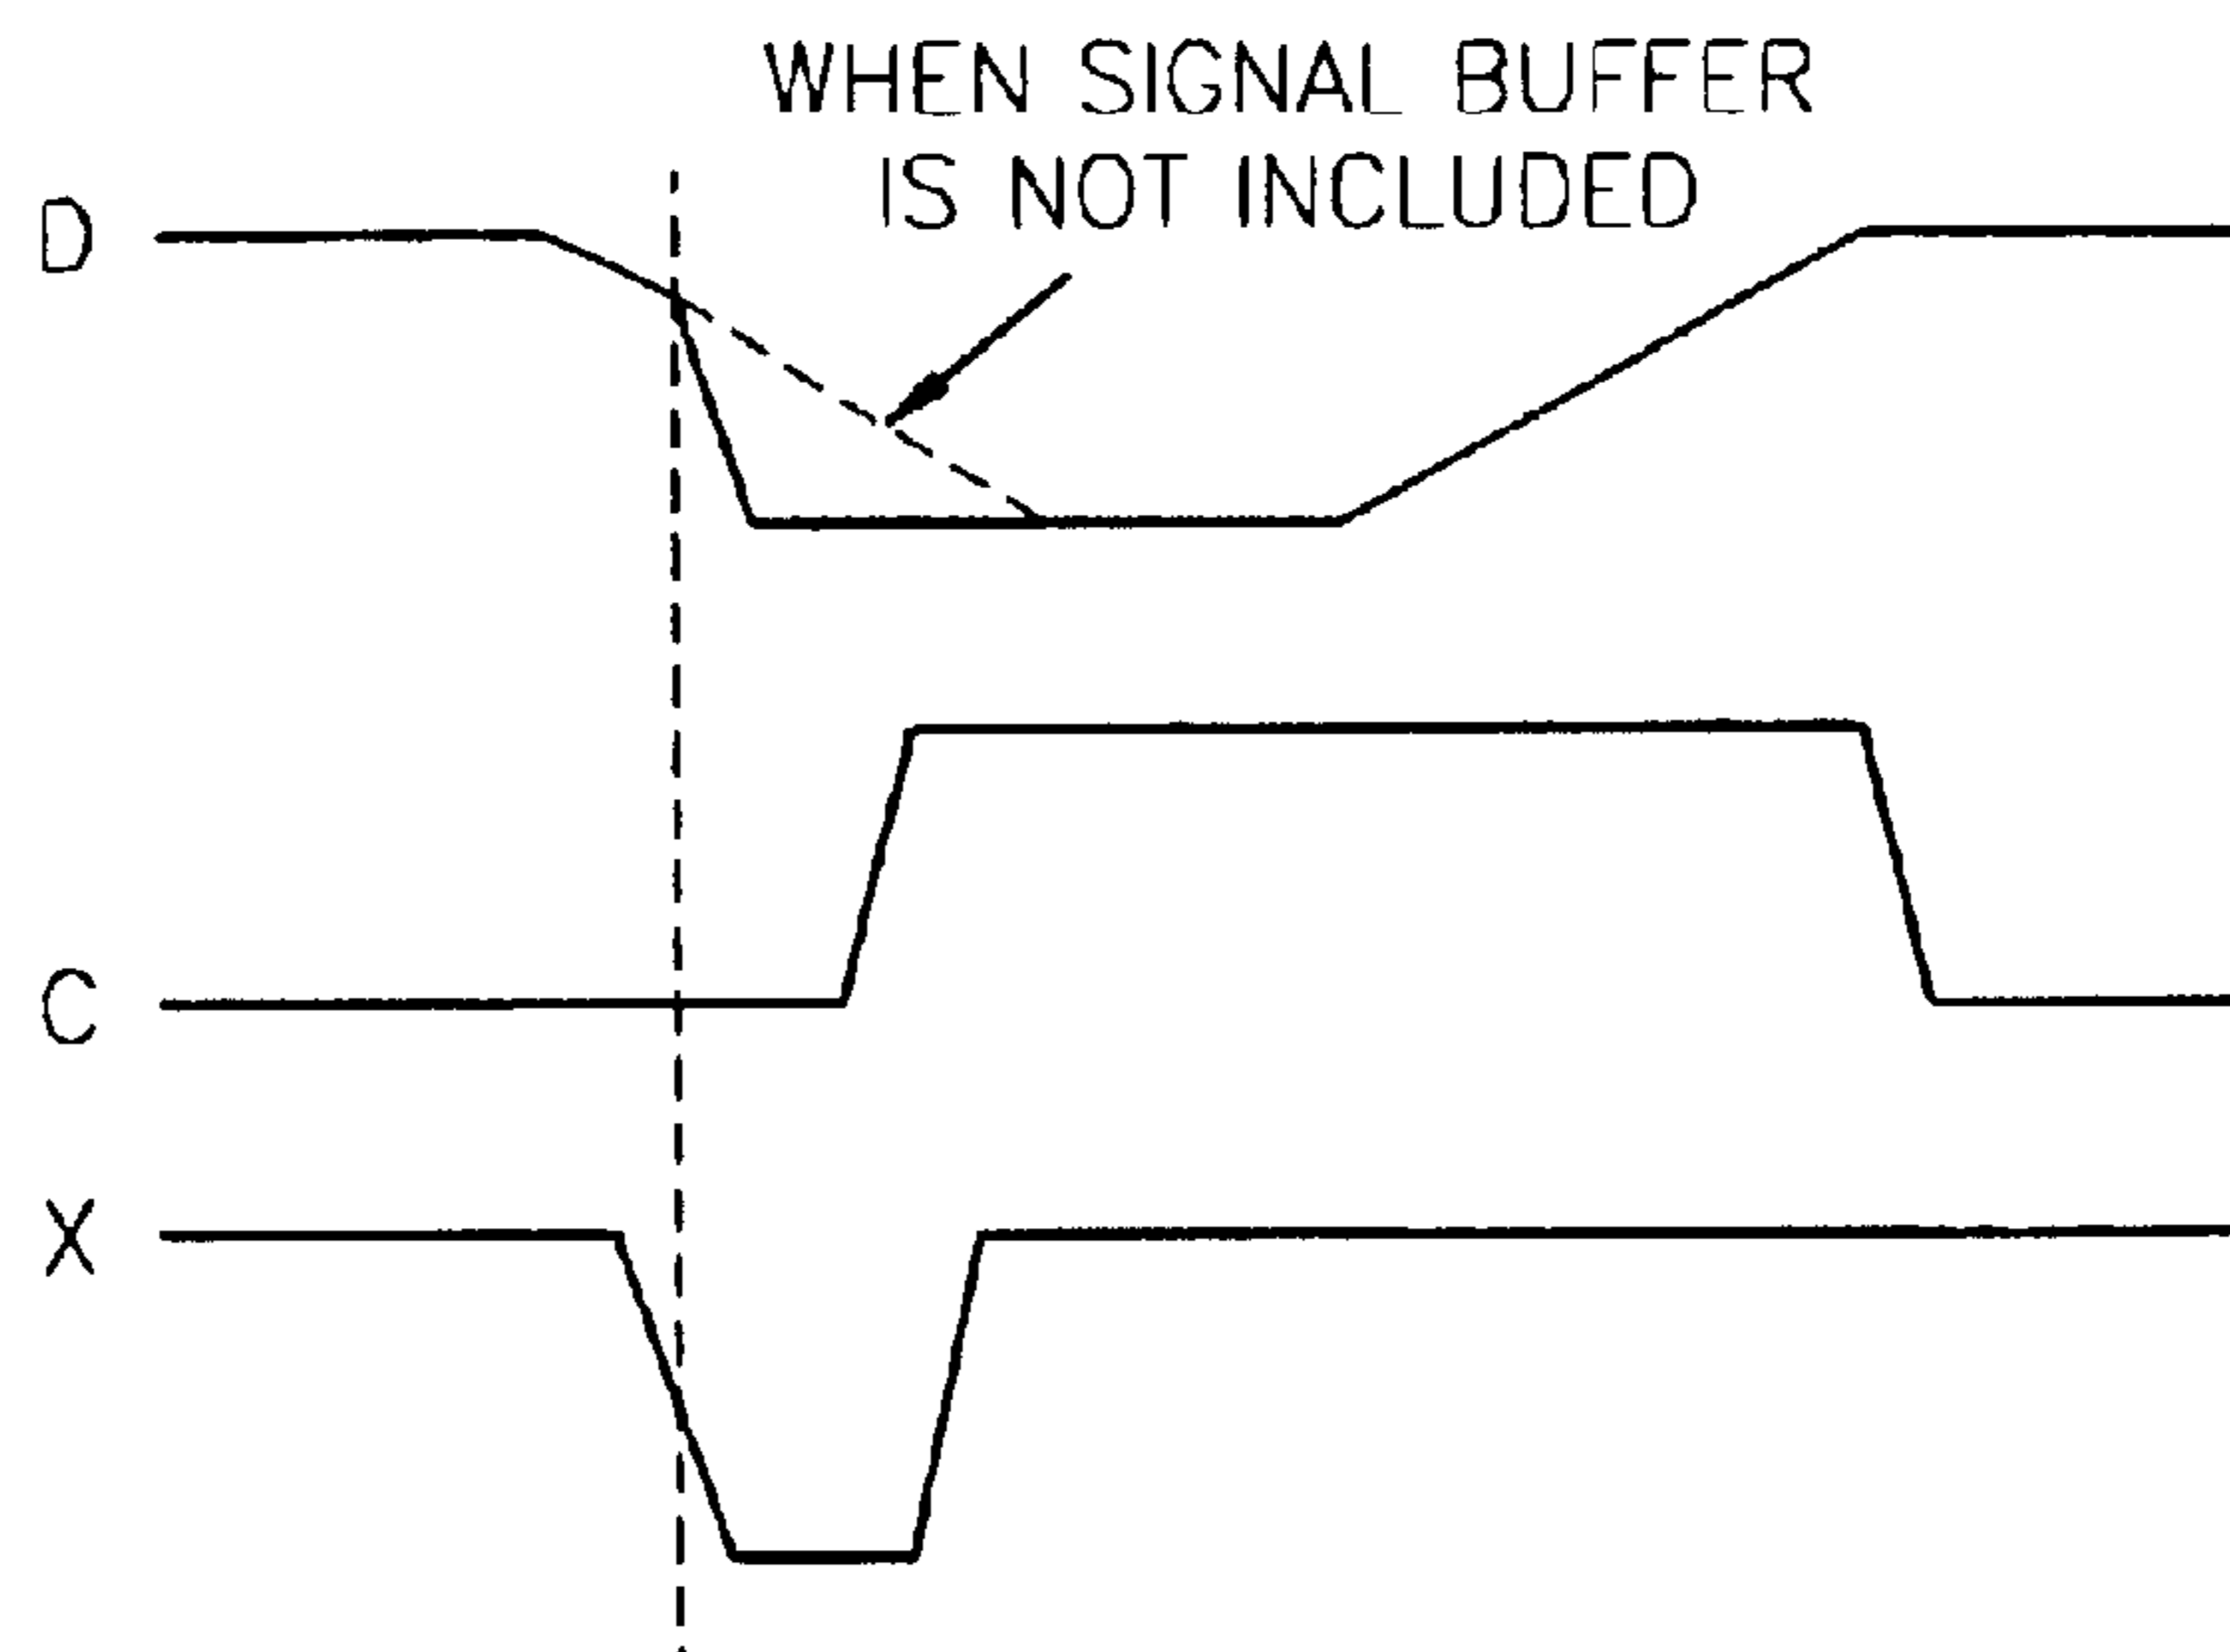 WHEN SIGNAL BUFFER
IS NOT INCLUDED
D
C
X